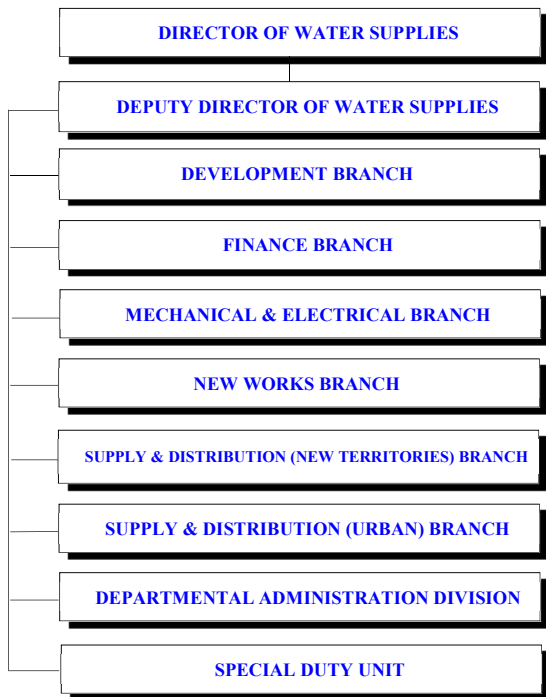 DIRECTOR OF WATER SUPPLIES
DEPUTY DIRECTOR OF WATER SUPPLIES
DEVELOPMENT BRANCH
FINANCE BRANCH
MECHANICAL & ELECTRICAL BRANCH
NEW WORKS BRANCH
SUPPLY & DISTRIBUTION (NEW TERRITORIES) BRANCH
SUPPLY & DISTRIBUTION (URBAN) BRANCH
DEPARTMENTAL ADMINISTRATION DIVISION
SPECIAL DUTY UNIT